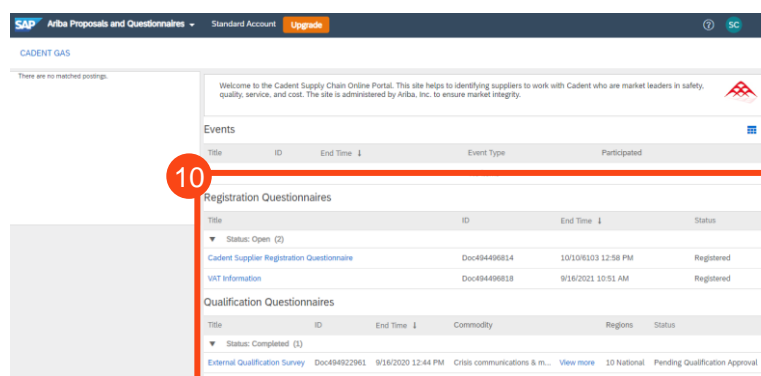 SAP Ariba Proposals and Questionnaires Standard Account Upgrade ? SC
CADENT GAS
There are no matched postings.
Welcome to the Cadent Supply Chain Online Portal. This site helps to identifying suppliers to work with Cadent who are market leaders in safety,
quality, service, and cost. The site is administered by Ariba, Inc. to ensure market integrity.
Events
Title ID End Time ↓ Event Type Participated
10
Registration Questionnaires
Title ID End Time ↓ Status
▼ Status: Open (2)
Cadent Supplier Registration Questionnaire Doc494496814 10/10/6103 12:58 PM Registered
VAT Information Doc494496818 9/16/2021 10:51 AM Registered
Qualification Questionnaires
Title ID End Time ↓ Commodity Regions Status
▼ Status: Completed (1)
External Qualification Survey Doc494922961 9/16/2020 12:44 PM Crisis communications & m... View more 10 National Pending Qualification Approval